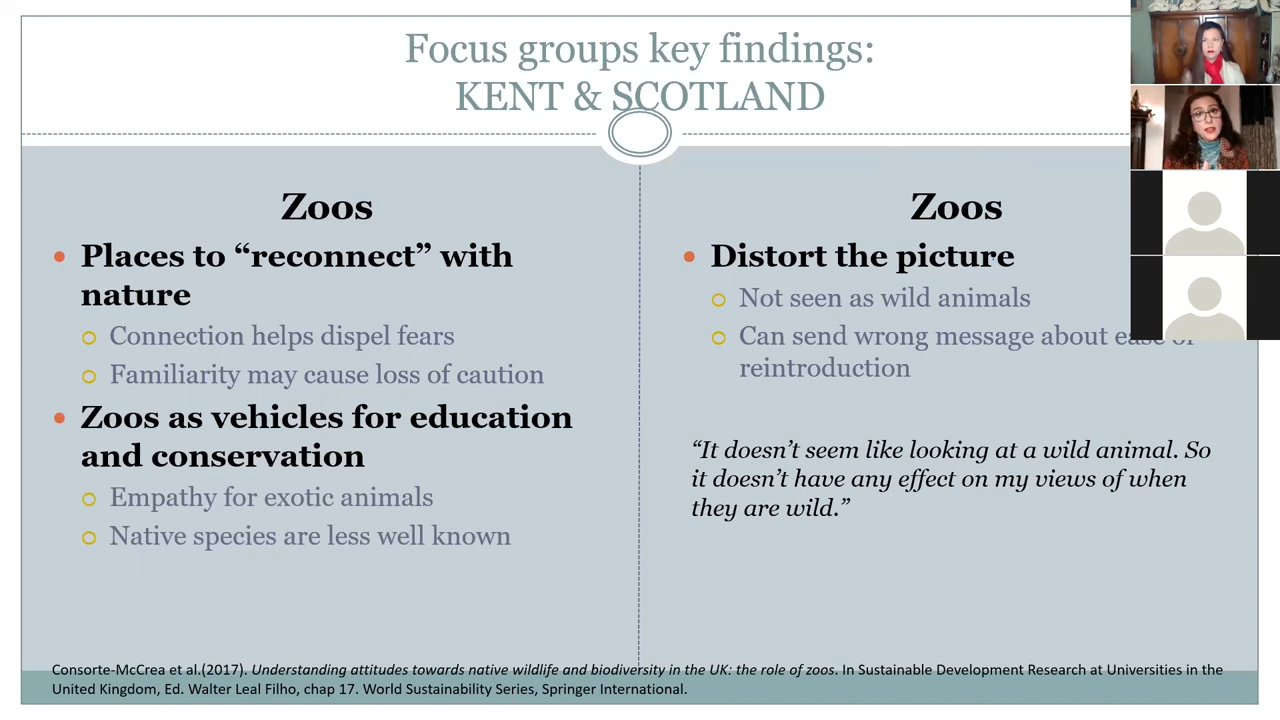 Focus groups key findings:
KENT & SCOTLAND
Zoos
• Places to “reconnect” with
nature
Connection helps dispel fears
Familiarity may cause loss of caution
• Zoos as vehicles for education
and conservation
Empathy for exotic animals
Native species are less well known
Zoos
• Distort the picture
Not seen as wild animals
Can send wrong message about ease of
reintroduction
“It doesn’t seem like looking at a wild animal. So
it doesn’t have any effect on my views of when
they are wild.”
Consorte-McCrea et al.(2017). Understanding attitudes towards native wildlife and biodiversity in the UK: the role of zoos. In Sustainable Development Research at Universities in the
United Kingdom, Ed. Walter Leal Filho, chap 17. World Sustainability Series, Springer International.